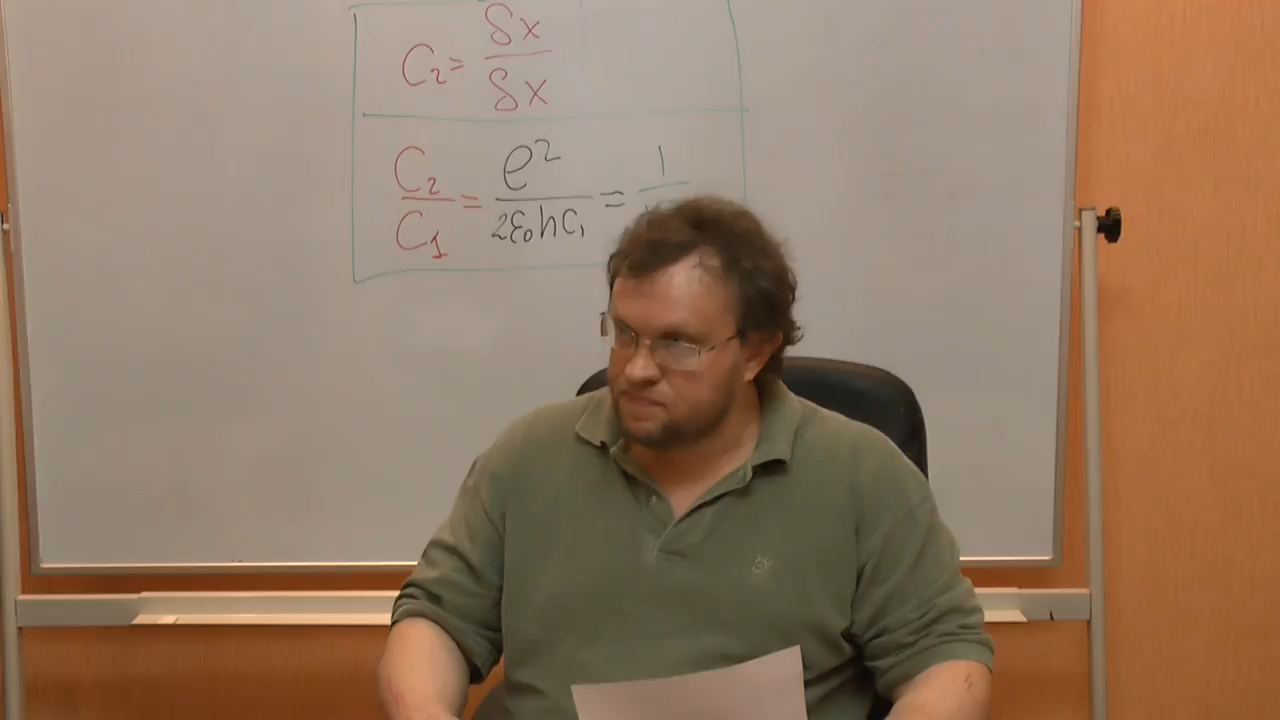 C₂ = δx / δx
C₂ / C₁ = e² / 2ε₀hC₁ = 1 /